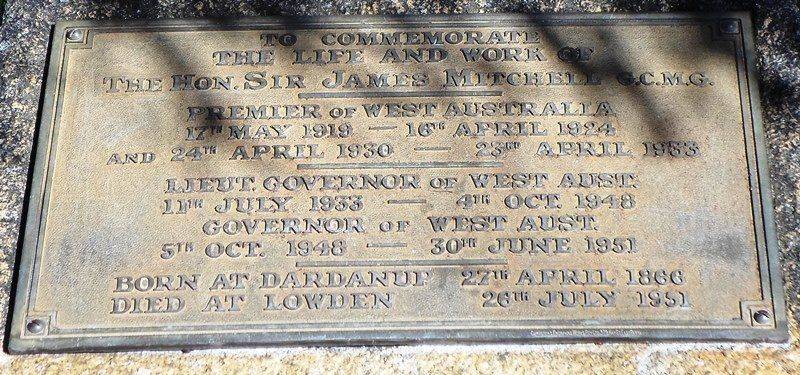 TO COMMEMORATE
THE LIFE AND WORK OF
THE HON. SIR JAMES MITCHELL G.C.M.G.
PREMIER OF WEST AUSTRALIA
17TH MAY 1919 — 16TH APRIL 1924
AND 24TH APRIL 1930 — 23RD APRIL 1933
LIEUT. GOVERNOR OF WEST AUST.
11TH JULY 1933 — 4TH OCT. 1948
GOVERNOR OF WEST AUST.
5TH OCT. 1948 — 30TH JUNE 1951
BORN AT DARDANUP 27TH APRIL 1866
DIED AT LOWDEN 26TH JULY 1951